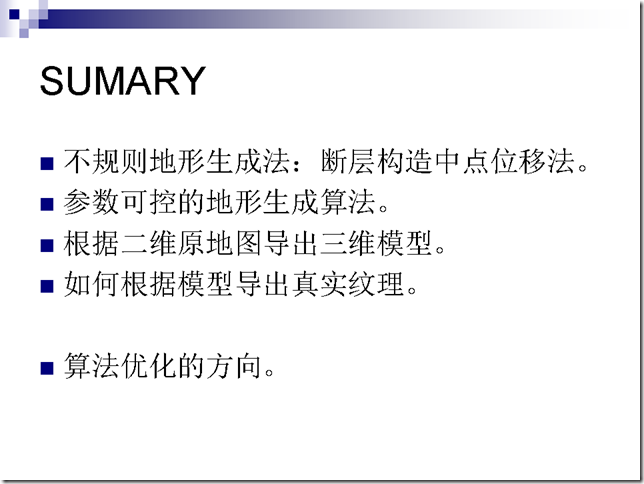 SUMARY
不规则地形生成法：断层构造中点位移法。
参数可控的地形生成算法。
根据二维原地图导出三维模型。
如何根据模型导出真实纹理。
算法优化的方向。